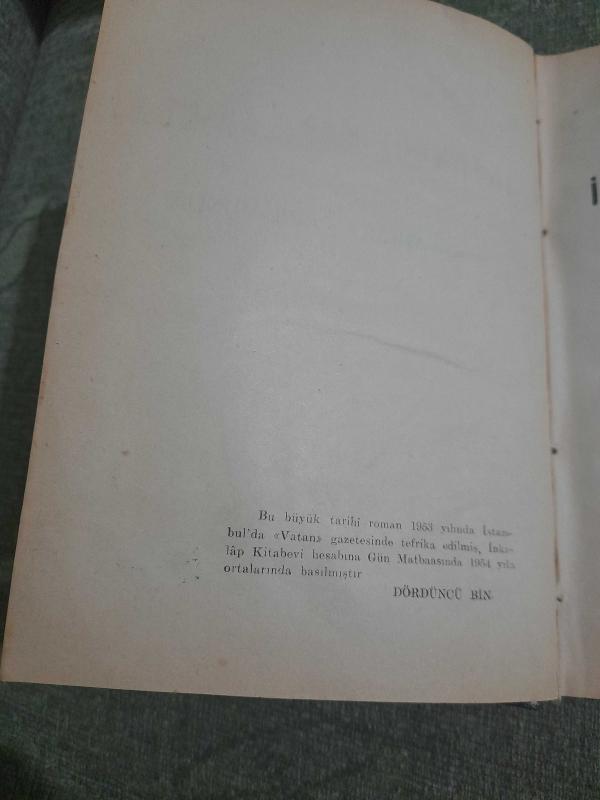 Bu büyük tarihî roman 1953 yılında İstan-
bul'da «Vatan» gazetesinde tefrika edilmiş, İnkı-
lâp Kitabevi hesabına Gün Matbaasında 1954 yılı
ortalarında basılmıştır
DÖRDÜNCÜ BİN
İ